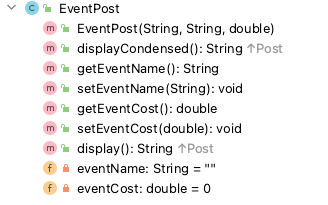 EventPost
EventPost(String, String, double)
displayCondensed(): String ↑Post
getEventName(): String
setEventName(String): void
getEventCost(): double
setEventCost(double): void
display(): String ↑Post
eventName: String = ""
eventCost: double = 0